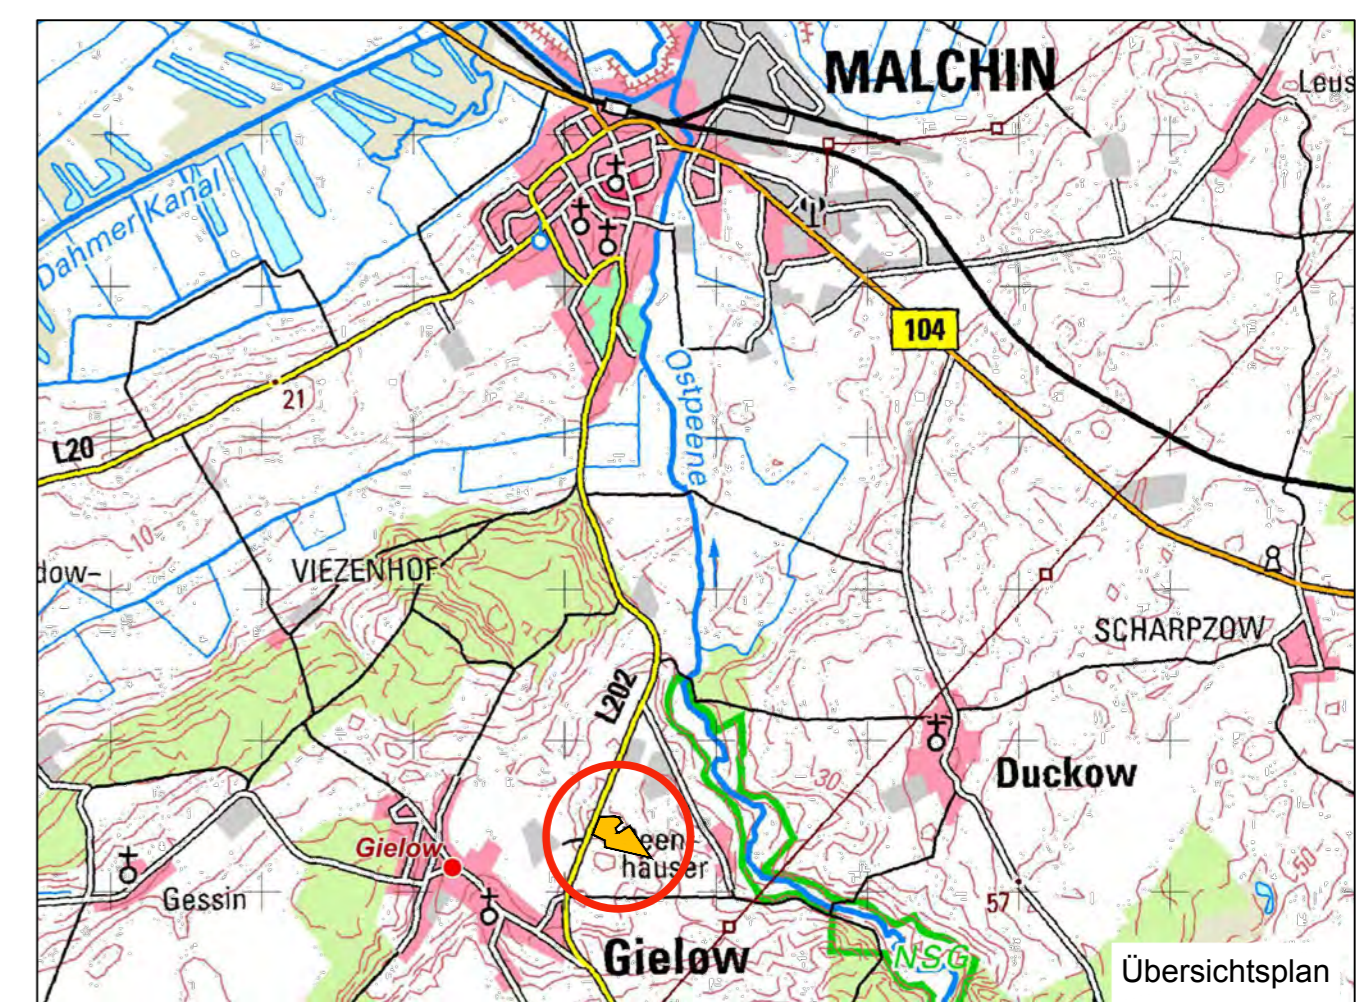 MALCHIN
Leus
Dahmer Kanal
104
Ostpeene
21
L20
10
dow-
VIEZENHOF
SCHARPZOW
L202
Duckow
30
Gielow
een-
häuser
50
Gessin
57
Gielow
NSG
Übersichtsplan